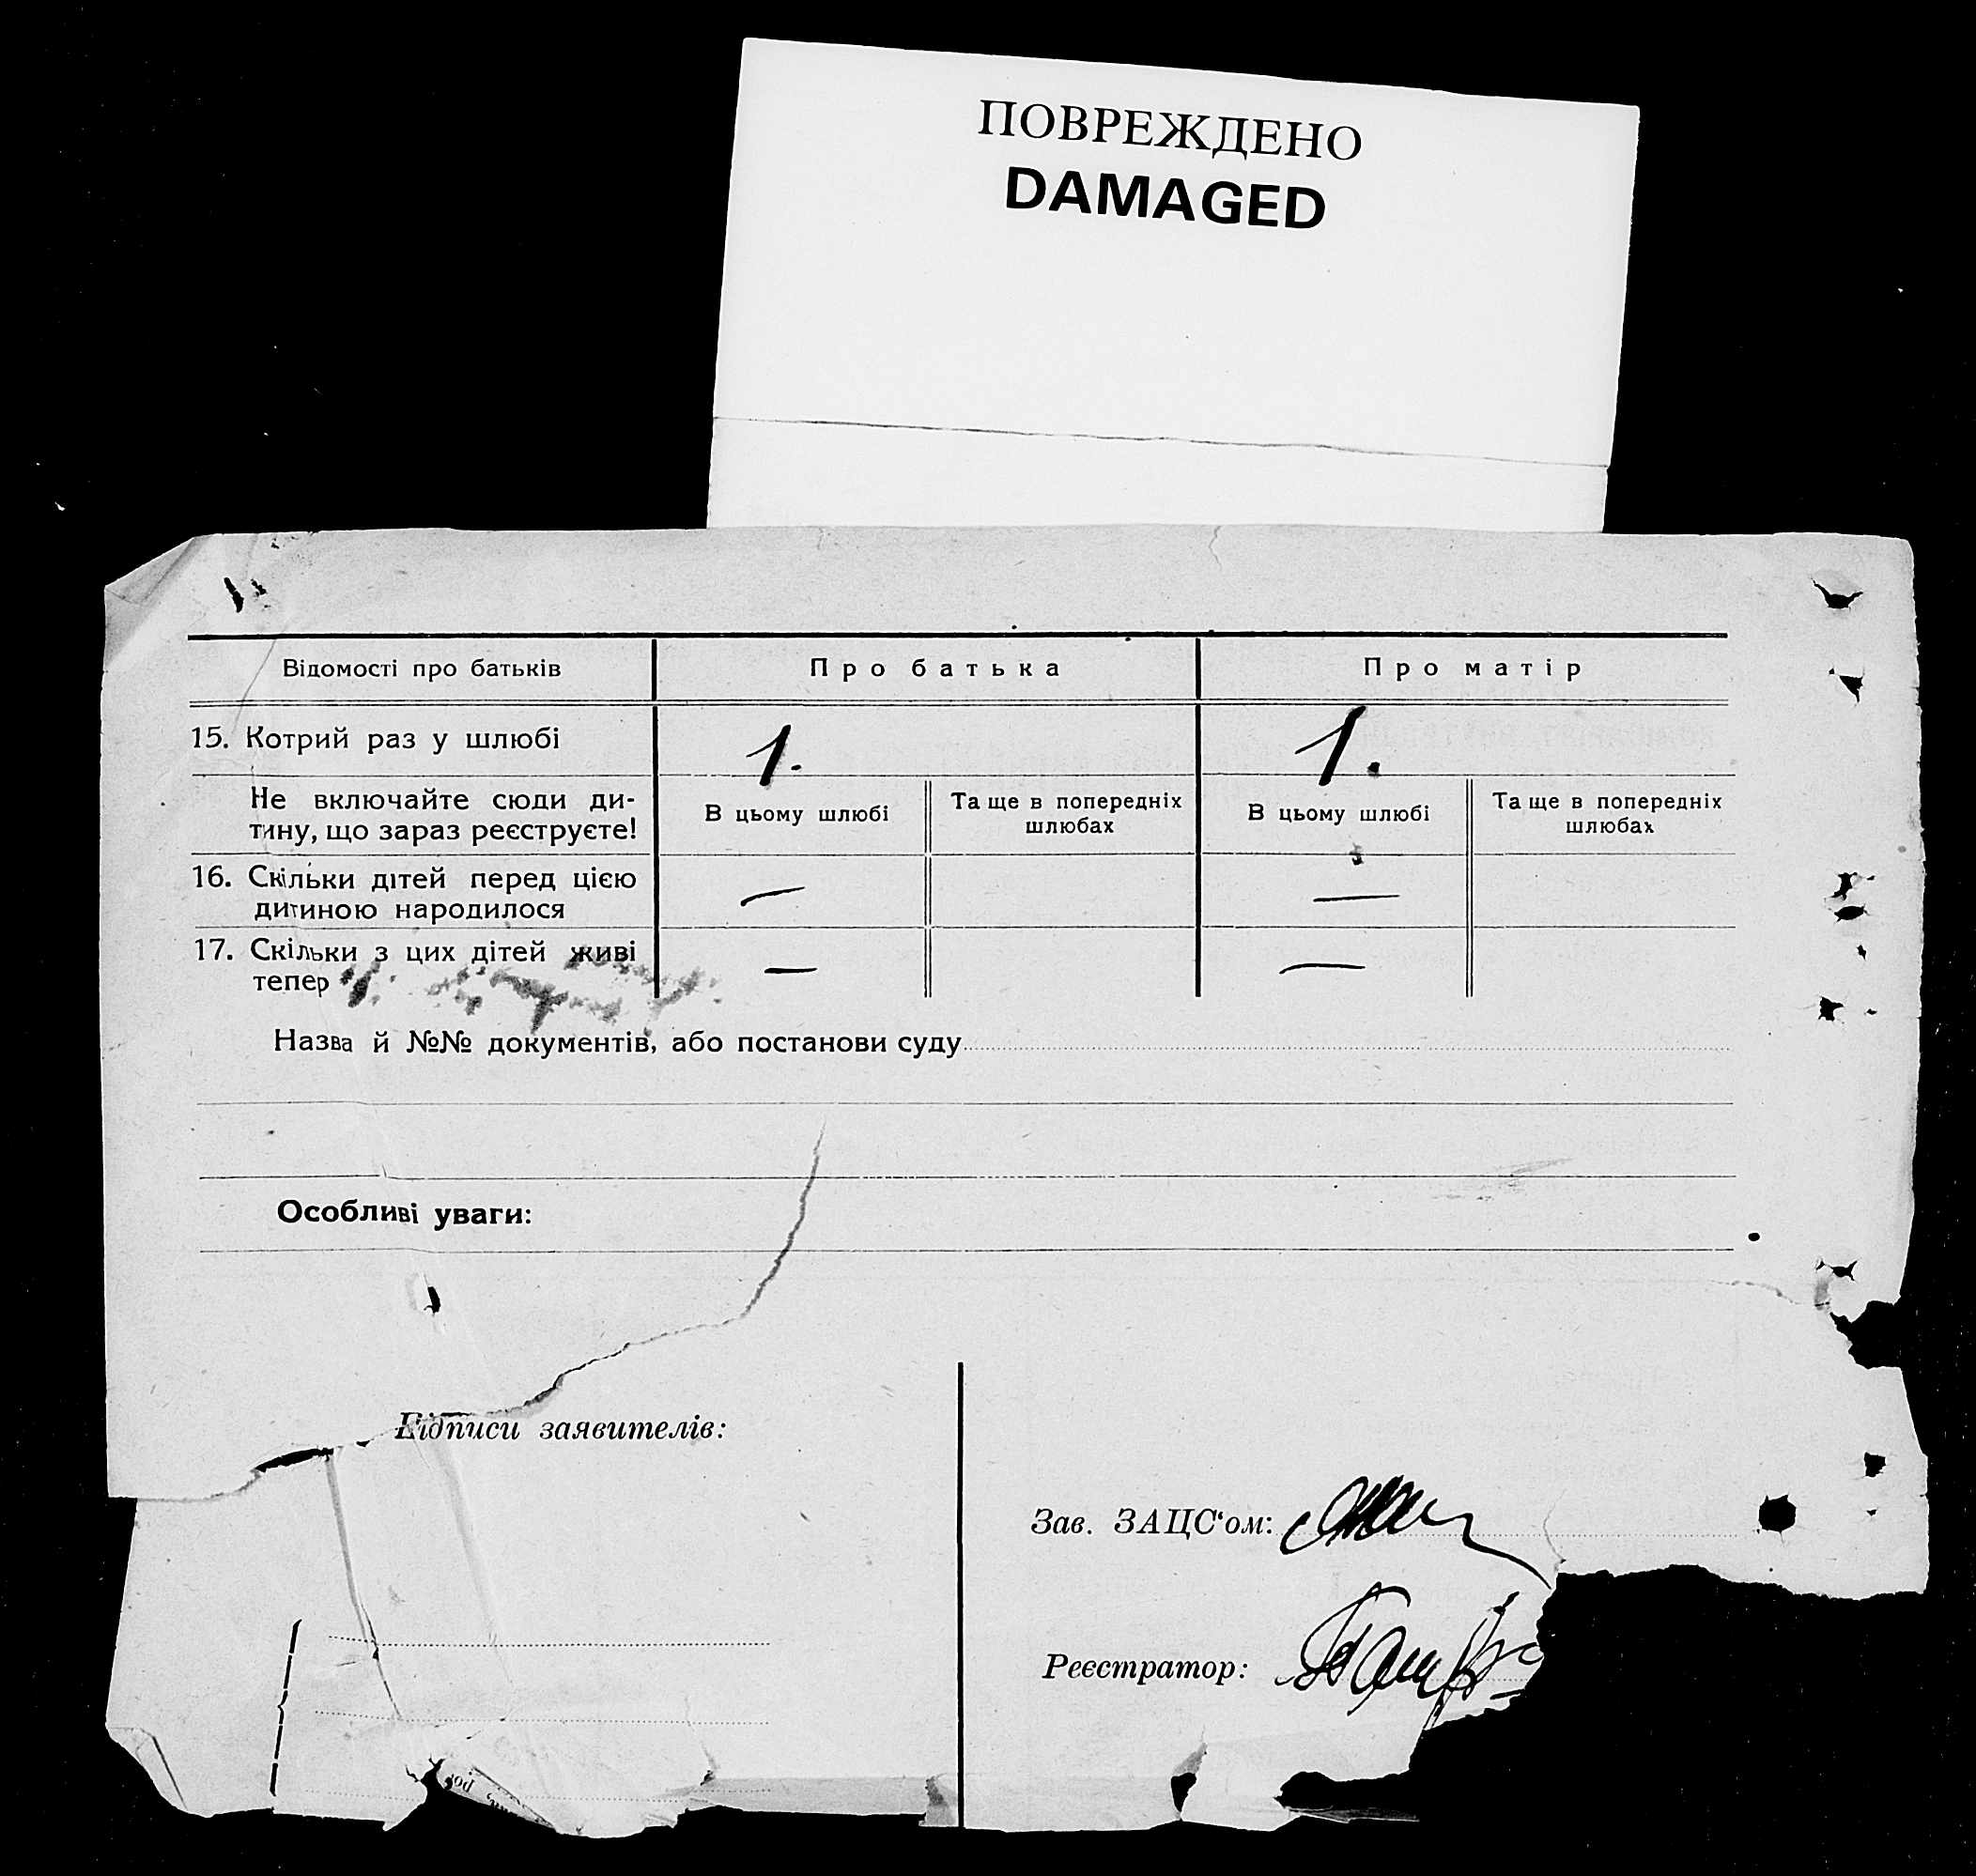 ПОВРЕЖДЕНО
DAMAGED
Відомості про батьків
Про батька
Про матір
15. Котрий раз у шлюбі
1.
1.
Не включайте сюди ди-
тину, що зараз реєструєте!
В цьому шлюбі
Та ще в попередніх
шлюбах
В цьому шлюбі
Та ще в попередніх
шлюбах
16. Скільки дітей перед цією
дитиною народилося
—
—
17. Скільки з цих дітей живі
тепер
—
—
Назва й №№ документів, або постанови суду
Особливі уваги:
Підписи заявителів:
Зав. ЗАЦС‘ом:
Реєстратор: